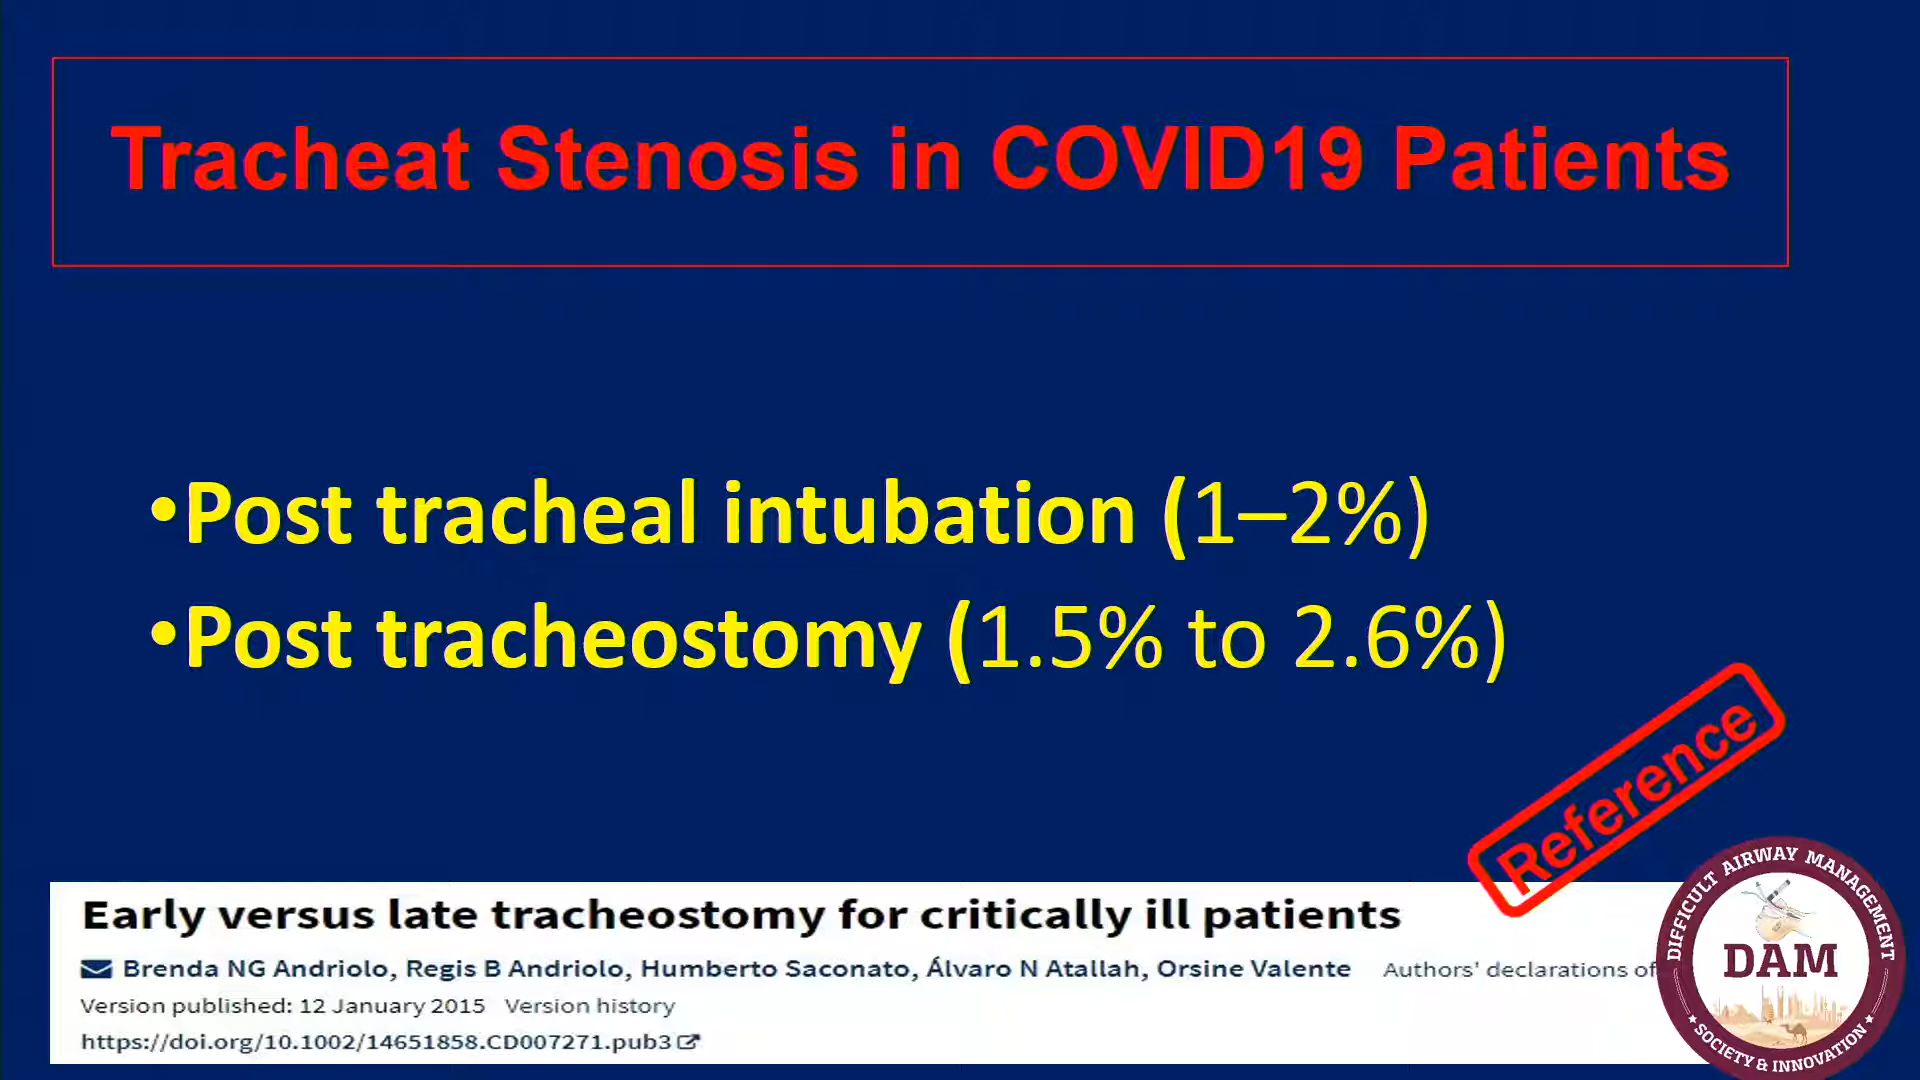 Tracheat Stenosis in COVID19 Patients
•Post tracheal intubation (1–2%)
•Post tracheostomy (1.5% to 2.6%)
Reference
Early versus late tracheostomy for critically ill patients
Brenda NG Andriolo, Regis B Andriolo, Humberto Saconato, Álvaro N Atallah, Orsine Valente Authors' declarations of
Version published: 12 January 2015 Version history
https://doi.org/10.1002/14651858.CD007271.pub3
DIFFICULT AIRWAY MANAGEMENT
DAM
★ SOCIETY & INNOVATION ★